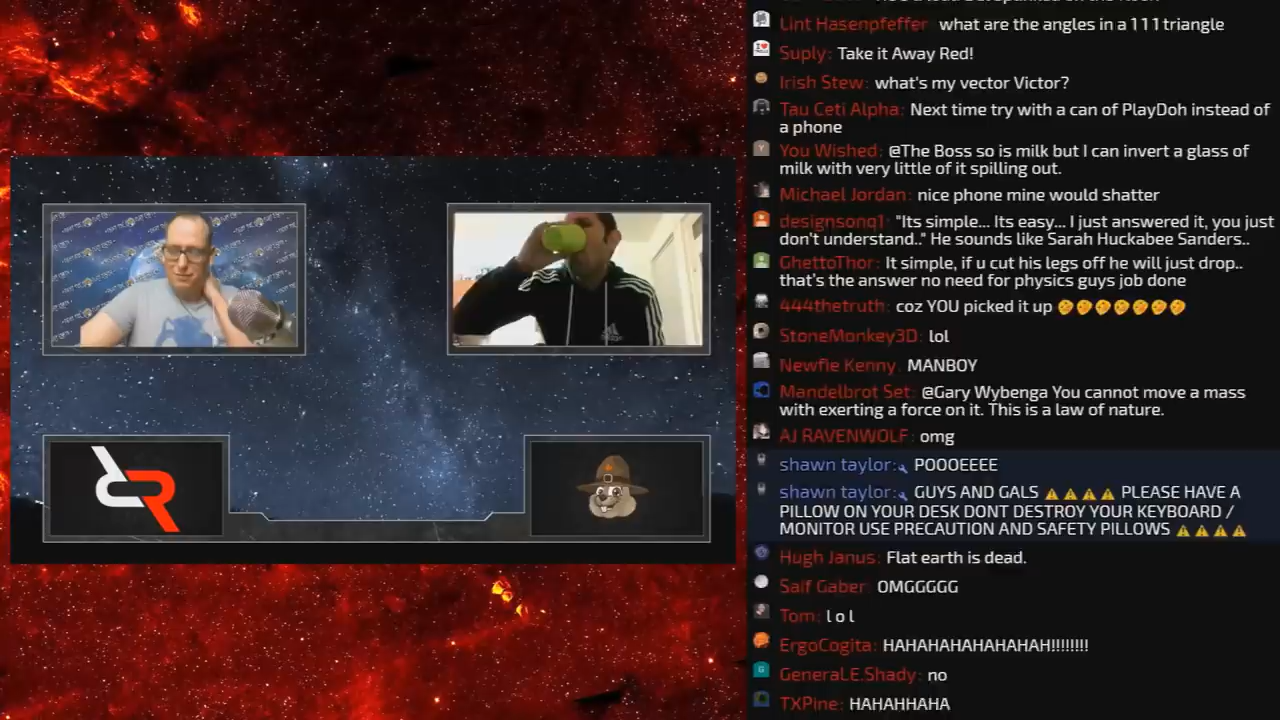 Lint Hasenpfeffer: what are the angles in a 1 1 1 triangle
Suply: Take it Away Red!
Irish Stew: what's my vector Victor?
Tau Ceti Alpha: Next time try with a can of PlayDoh instead of
a phone
You Wished: @The Boss so is milk but I can invert a glass of
milk with very little of it spilling out.
Michael Jordan: nice phone mine would shatter
designsonq1: "Its simple... Its easy... I just answered it, you just
don't understand.." He sounds like Sarah Huckabee Sanders..
GhettoThor: It simple, if u cut his legs off he will just drop..
that's the answer no need for physics guys job done
444thetruth: coz YOU picked it up
StoneMonkey3D: lol
Newfie Kenny: MANBOY
Mandelbrot Set: @Gary Wybenga You cannot move a mass
with exerting a force on it. This is a law of nature.
AJ RAVENWOLF: omg
shawn taylor: POOOEEEE
shawn taylor: GUYS AND GALS ⚠⚠⚠⚠ PLEASE HAVE A
PILLOW ON YOUR DESK DONT DESTROY YOUR KEYBOARD /
MONITOR USE PRECAUTION AND SAFETY PILLOWS ⚠⚠⚠⚠
Hugh Janus: Flat earth is dead.
Saif Gaber: OMGGGGG
Tom: l o l
ErgoCogita: HAHAHAHAHAHAHAH!!!!!!!!
GeneraLE.Shady: no
TXPine: HAHAHHAHA